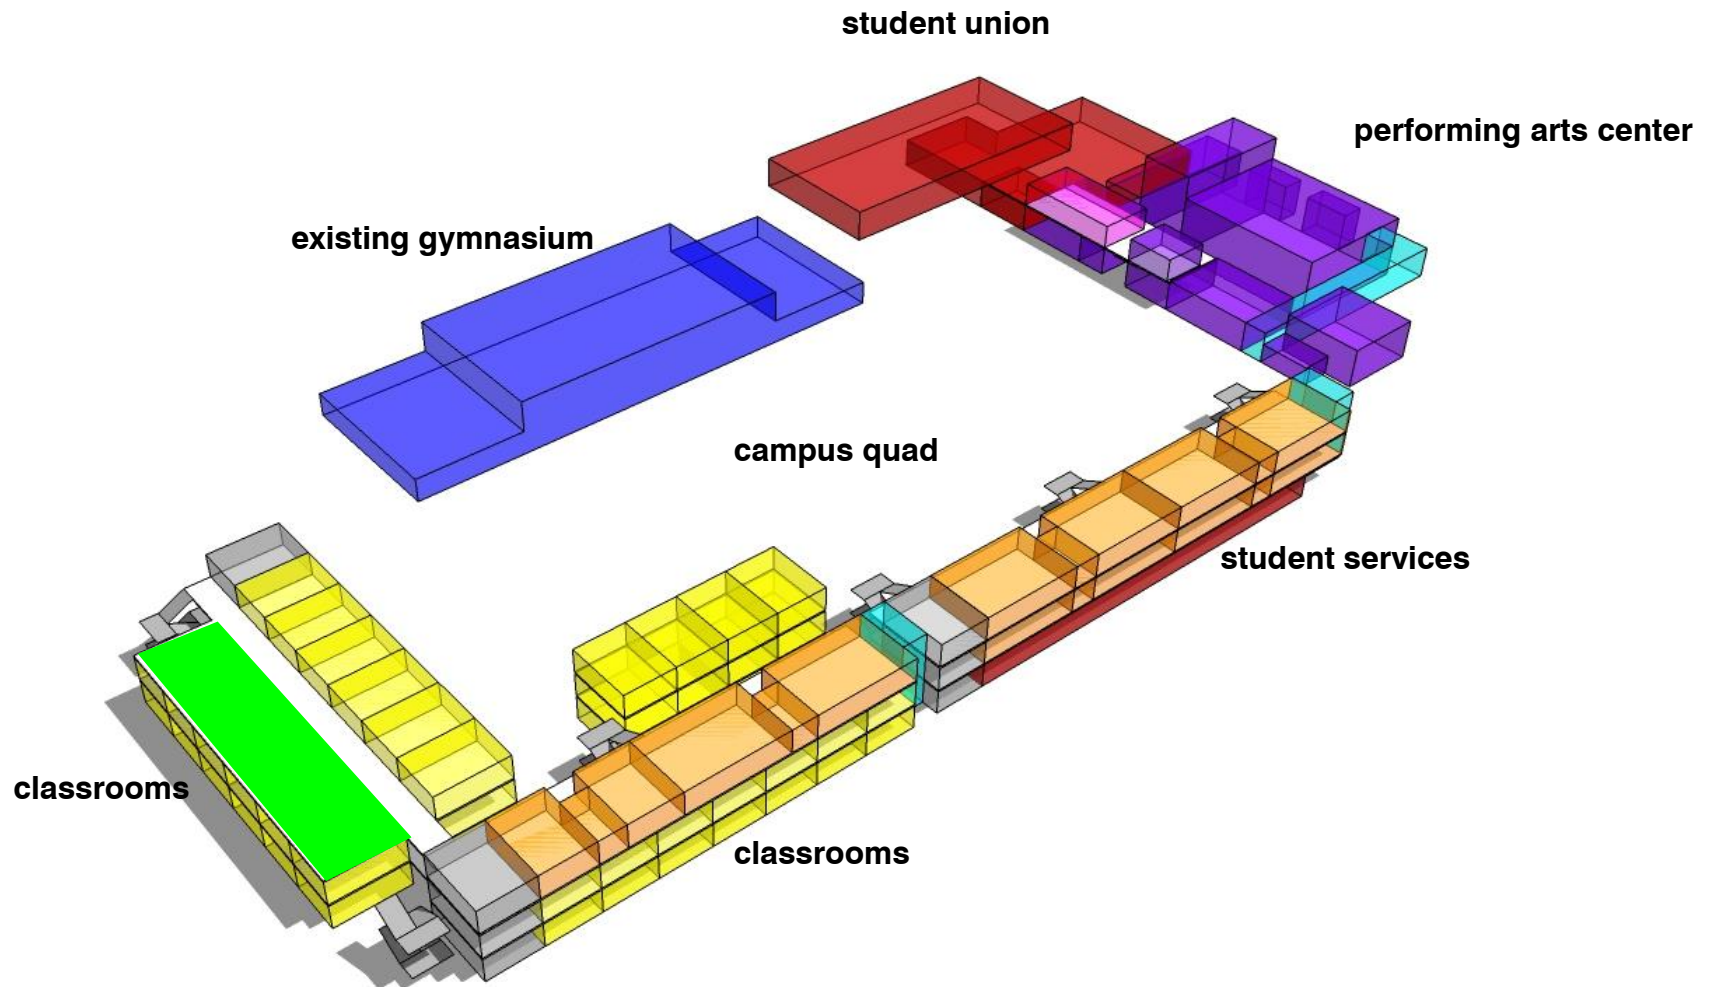 student union
performing arts center
existing gymnasium
campus quad
student services
classrooms
classrooms